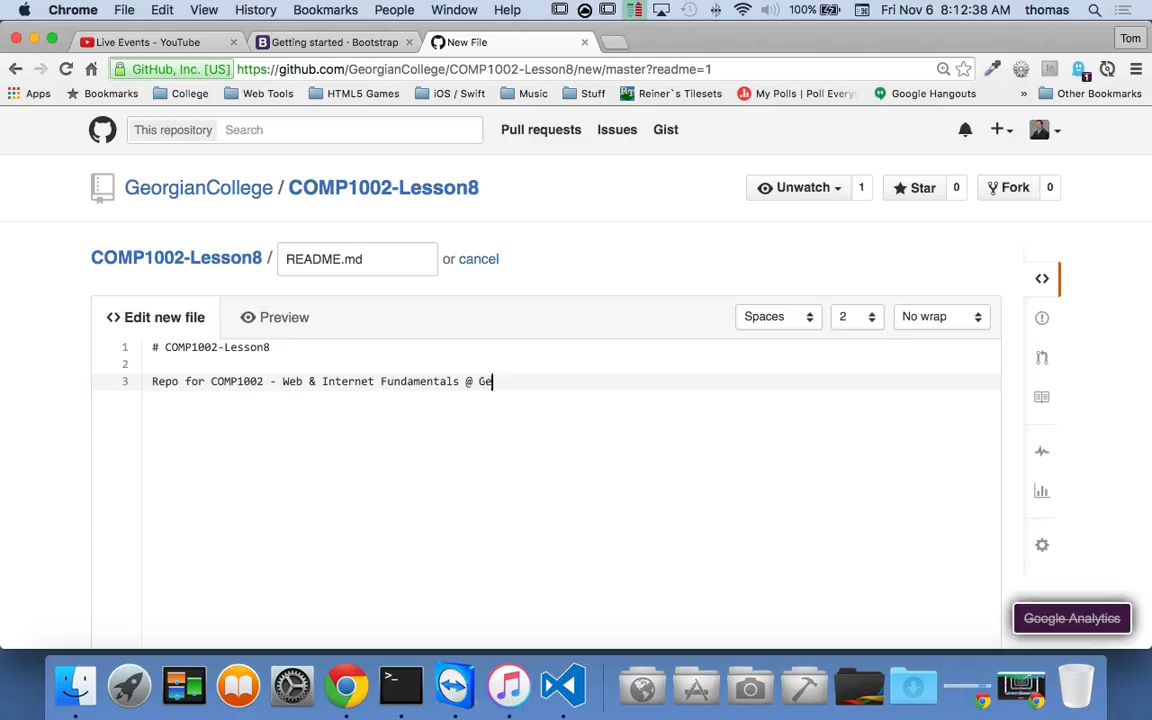 Chrome File Edit View History Bookmarks People Window Help 100% Fri Nov 6 8:12:38 AM thomas
Live Events - YouTube Getting started · Bootstrap New File Tom
GitHub, Inc. [US] https://github.com/GeorgianCollege/COMP1002-Lesson8/new/master?readme=1
Apps Bookmarks College Web Tools HTML5 Games iOS / Swift Music Stuff Reiner`s Tilesets My Polls | Poll Every Google Hangouts » Other Bookmarks
This repository Search Pull requests Issues Gist
GeorgianCollege / COMP1002-Lesson8 Unwatch 1 Star 0 Fork 0
COMP1002-Lesson8 / README.md or cancel
<> Edit new file Preview Spaces 2 No wrap
1 # COMP1002-Lesson8
2
3 Repo for COMP1002 - Web & Internet Fundamentals @ Ge
Google Analytics